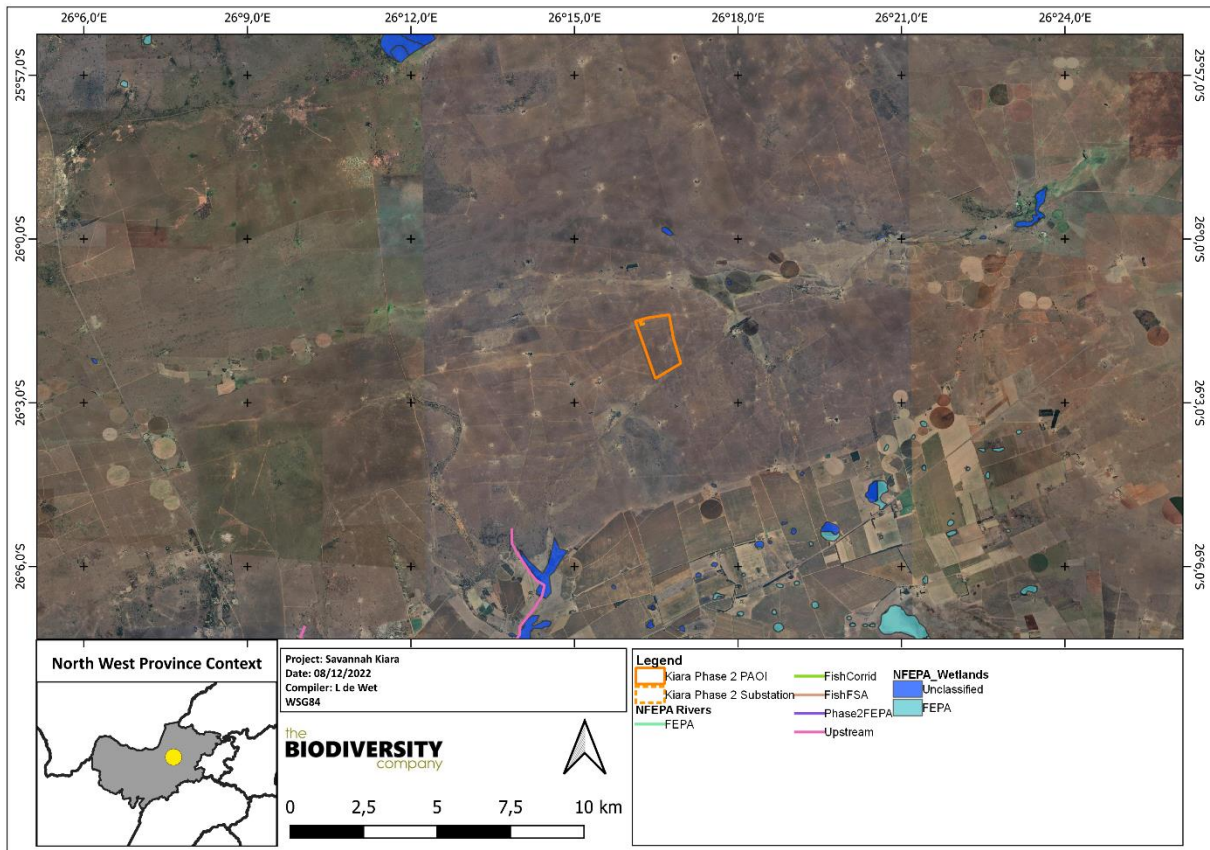 26°6,0'E 26°9,0'E 26°12,0'E 26°15,0'E 26°18,0'E 26°21,0'E 26°24,0'E
25°57,0'S 25°57,0'S
26°0,0'S 26°0,0'S
26°3,0'S 26°3,0'S
26°6,0'S 26°6,0'S
North West Province Context
Project: Savannah Kiara
Date: 08/12/2022
Compiler: L de Wet
WSG84
the
BIODIVERSITY
company
0 2,5 5 7,5 10 km
Legend
Kiara Phase 2 PAOI
Kiara Phase 2 Substation
NFEPA Rivers
FEPA
FishCorrid
FishFSA
Phase2FEPA
Upstream
NFEPA_Wetlands
Unclassified
FEPA